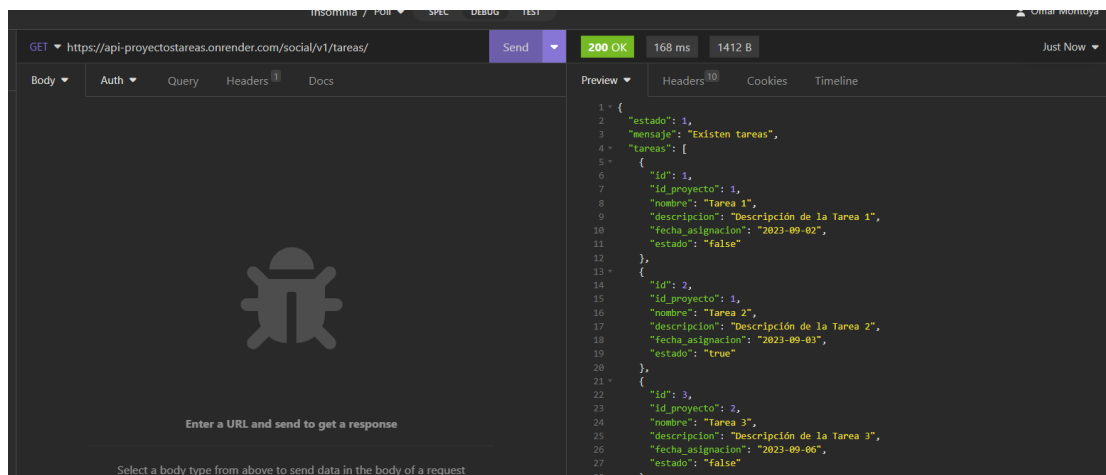 Insomnia / Poll ▼ SPEC DEBUG TEST Omar Montoya
GET ▼ https://api-proyectostareas.onrender.com/social/v1/tareas/ Send ▼ 200 OK 168 ms 1412 B Just Now ▼
Body ▼ Auth ▼ Query Headers 1 Docs Preview ▼ Headers 10 Cookies Timeline
1 {
2 "estado": 1,
3 "mensaje": "Existen tareas",
4 "tareas": [
5 {
6 "id": 1,
7 "id_proyecto": 1,
8 "nombre": "Tarea 1",
9 "descripcion": "Descripción de la Tarea 1",
10 "fecha_asignacion": "2023-09-02",
11 "estado": "false"
12 },
13 {
14 "id": 2,
15 "id_proyecto": 1,
16 "nombre": "Tarea 2",
17 "descripcion": "Descripción de la Tarea 2",
18 "fecha_asignacion": "2023-09-03",
19 "estado": "true"
20 },
21 {
22 "id": 3,
23 "id_proyecto": 2,
24 "nombre": "Tarea 3",
25 "descripcion": "Descripción de la Tarea 3",
26 "fecha_asignacion": "2023-09-06",
27 "estado": "false"
Enter a URL and send to get a response
Select a body type from above to send data in the body of a request